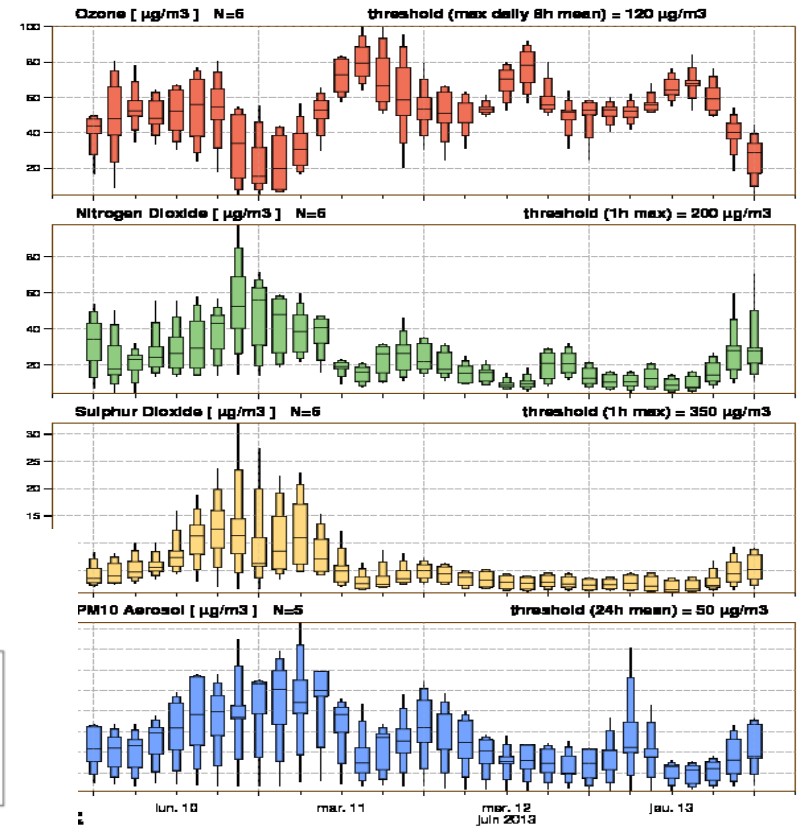 Ozone [ µg/m3 ] N=6 threshold (max daily 8h mean) = 120 µg/m3
100
80
60
40
20
Nitrogen Dioxide [ µg/m3 ] N=6 threshold (1h max) = 200 µg/m3
80
60
40
20
Sulphur Dioxide [ µg/m3 ] N=6 threshold (1h max) = 350 µg/m3
30
25
20
15
PM10 Aerosol [ µg/m3 ] N=5 threshold (24h mean) = 50 µg/m3
lun. 10 mar. 11 mer. 12 jeu. 13
juin 2013